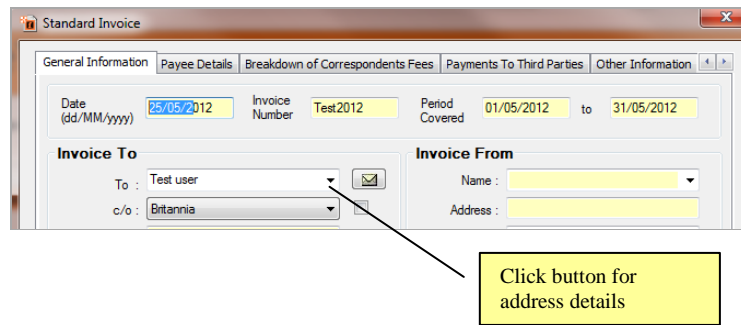 Standard Invoice
General Information Payee Details Breakdown of Correspondents Fees Payments To Third Parties Other Information
Date (dd/MM/yyyy) 25/05/2012 Invoice Number Test2012 Period Covered 01/05/2012 to 31/05/2012
Invoice To Invoice From
To : Test user Name :
c/o : Britannia Address :
Click button for
address details